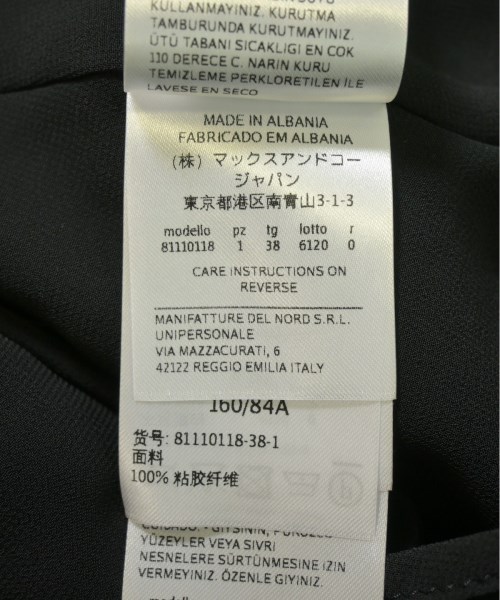 KULLANMAYINIZ. KURUTMA
TAMBURUNDA KURUTMAYINIZ.
ÜTÜ TABANI SICAKLIGI EN COK
110 DERECE C. NARIN KURU
TEMIZLEME PERKLORETILEN ILE
LAVESE EN SECO
MADE IN ALBANIA
FABRICADO EM ALBANIA
(株) マックスアンドコー
ジャパン
東京都港区南青山3-1-3
modello pz tg lotto r
81110118 1 38 6120 0
CARE INSTRUCTIONS ON
REVERSE
MANIFATTURE DEL NORD S.R.L.
UNIPERSONALE
VIA MAZZACURATI, 6
42122 REGGIO EMILIA ITALY
160/84A
货号: 81110118-38-1
面料
100% 粘胶纤维
GIYSININ, PÜRÜZLÜ
YÜZEYLER VEYA SIVRI
NESNELERE SÜRTÜNMESINE IZIN
VERMEYINIZ. ÖZENLE GIYINIZ.